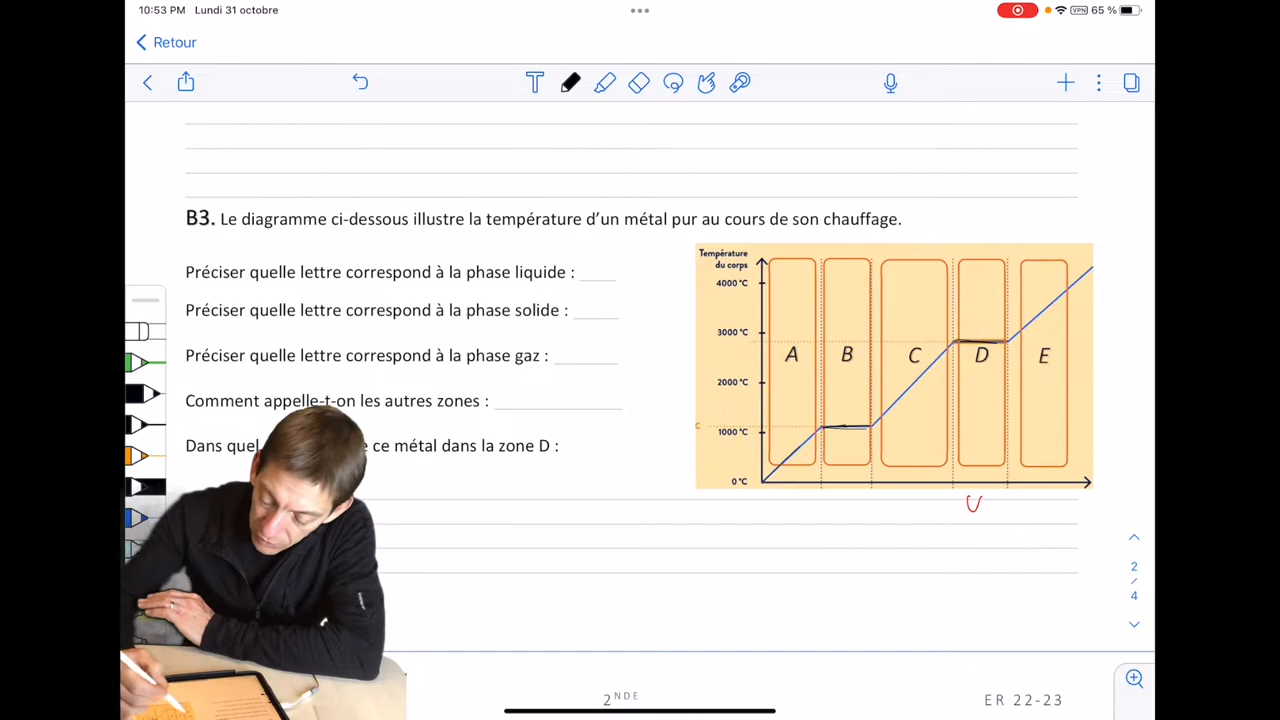 10:53 PM Lundi 31 octobre
VPN 65 %
Retour
B3. Le diagramme ci-dessous illustre la température d'un métal pur au cours de son chauffage.
Préciser quelle lettre correspond à la phase liquide :
Préciser quelle lettre correspond à la phase solide :
Préciser quelle lettre correspond à la phase gaz :
Comment appelle-t-on les autres zones :
Dans quel ce métal dans la zone D :
Température
du corps
4000 °C
3000 °C
2000 °C
C
1000 °C
0 °C
A B C D E
2
/
4
2 NDE
ER 22-23